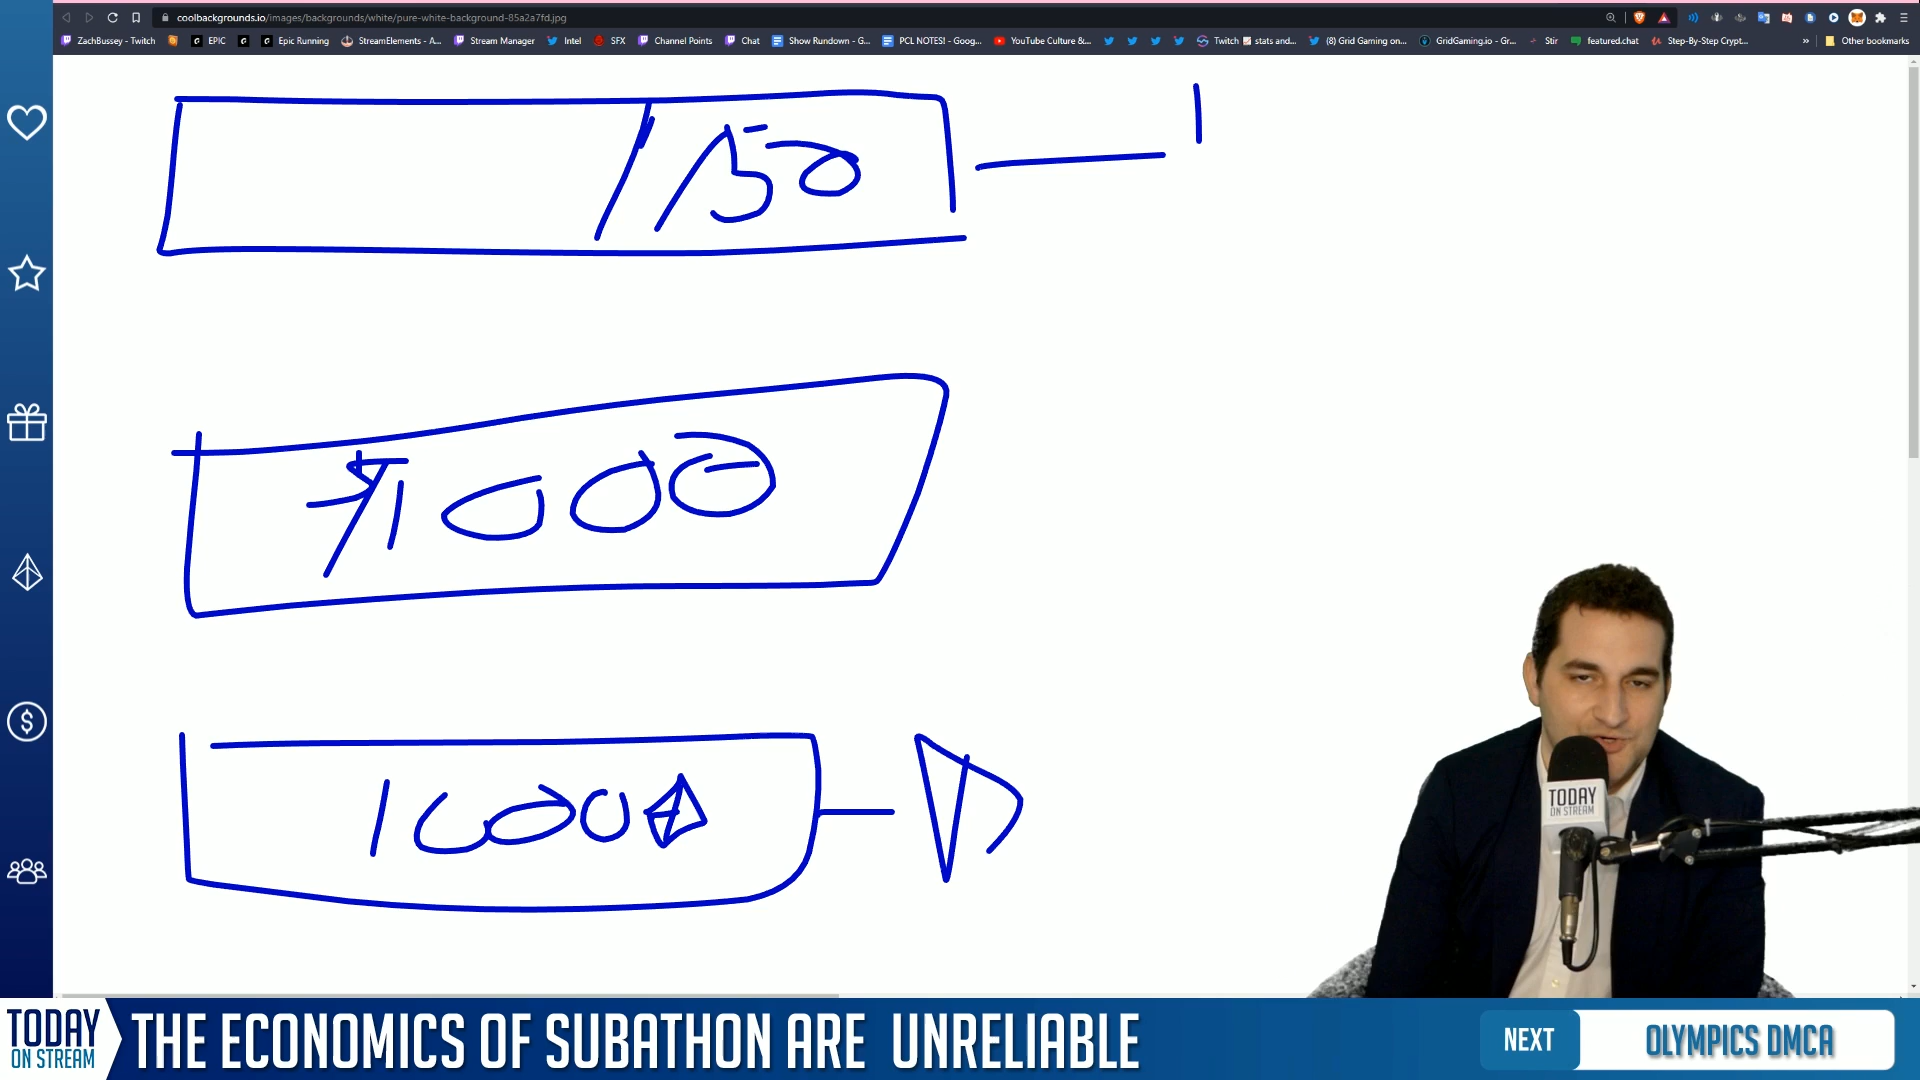 coolbackgrounds.io/images/backgrounds/white/pure-white-background-85a2a7fd.jpg
ZachBussey - Twitch EPIC Epic Running StreamElements - A... Stream Manager Intel SFX Channel Points Chat Show Rundown - G... PCL NOTES! - Goog... YouTube Culture &... Twitch stats and... (8) Grid Gaming on... GridGaming.io - Gr... Stir featured.chat Step-By-Step Crypt... » Other bookmarks
50
1000
TODAY
ON STREAM
TODAY
ON STREAM
THE ECONOMICS OF SUBATHON ARE UNRELIABLE
NEXT
OLYMPICS DMCA